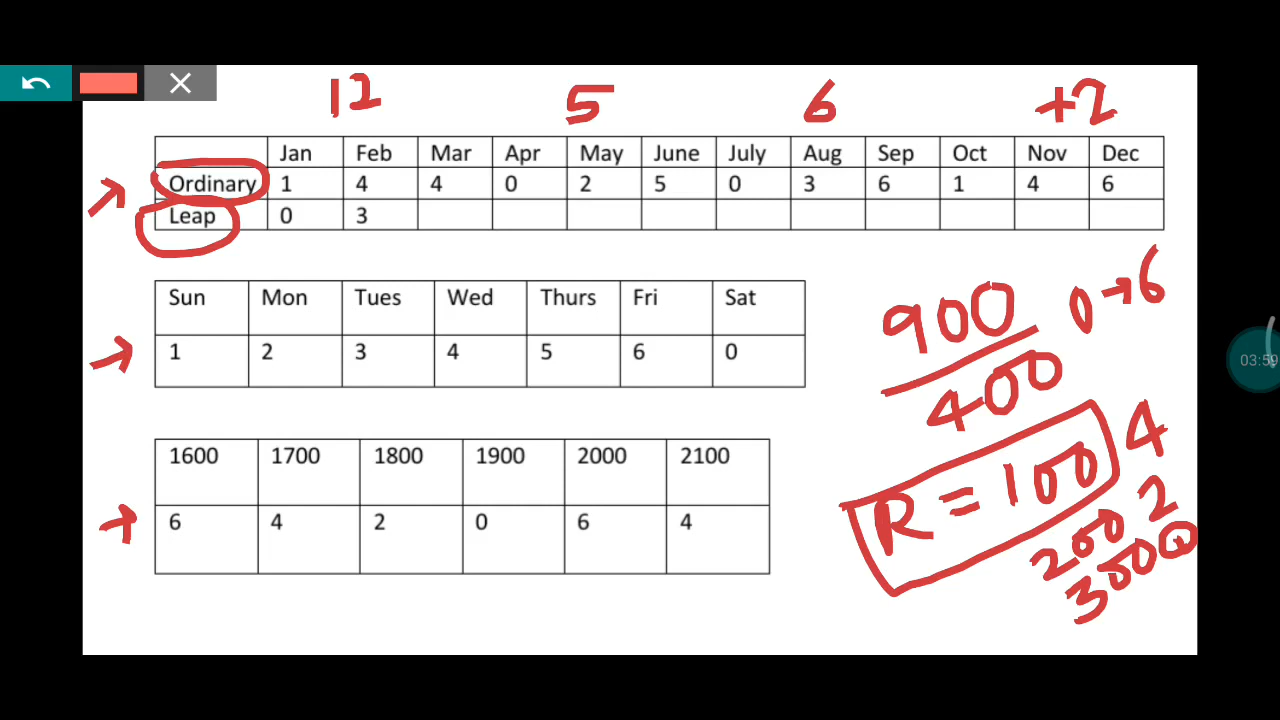 12 5 6 +2
Jan Feb Mar Apr May June July Aug Sep Oct Nov Dec
Ordinary 1 4 4 0 2 5 0 3 6 1 4 6
Leap 0 3
Sun Mon Tues Wed Thurs Fri Sat
1 2 3 4 5 6 0
900
400
0→6
03:59
1600 1700 1800 1900 2000 2100
6 4 2 0 6 4
R = 100 4
200 2
300